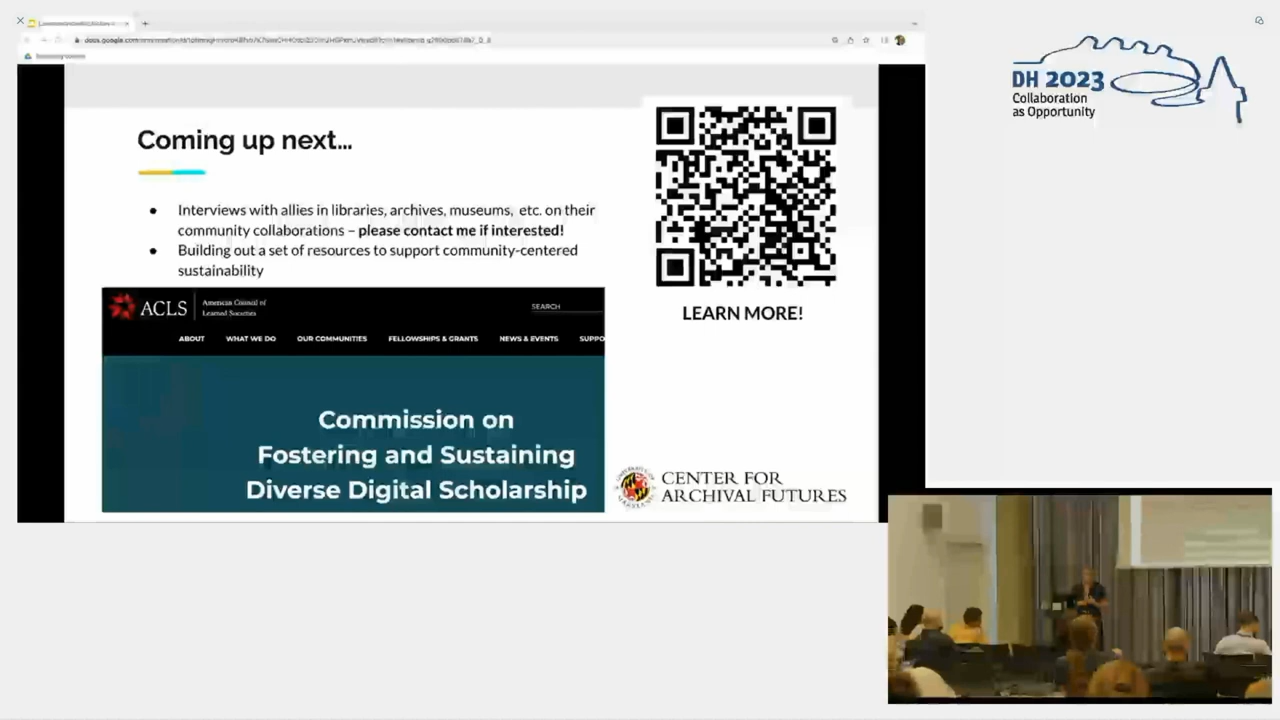 DH 2023
Collaboration
as Opportunity
Coming up next...
● Interviews with allies in libraries, archives, museums, etc. on their
community collaborations – please contact me if interested!
● Building out a set of resources to support community-centered
sustainability
LEARN MORE!
ACLS
American Council of
Learned Societies
SEARCH
ABOUT WHAT WE DO OUR COMMUNITIES FELLOWSHIPS & GRANTS NEWS & EVENTS SUPPO
Commission on
Fostering and Sustaining
Diverse Digital Scholarship
CENTER FOR
ARCHIVAL FUTURES